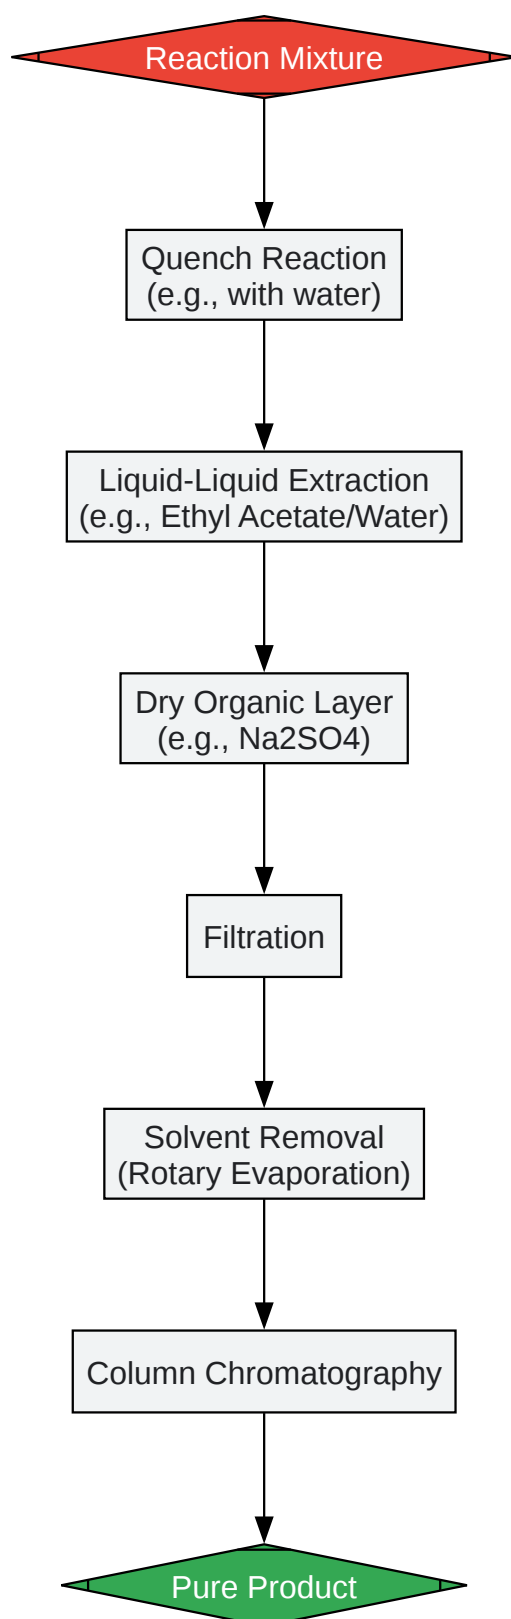 Reaction Mixture
Quench Reaction
(e.g., with water)
Liquid-Liquid Extraction
(e.g., Ethyl Acetate/Water)
Dry Organic Layer
(e.g., Na2SO4)
Filtration
Solvent Removal
(Rotary Evaporation)
Column Chromatography
Pure Product